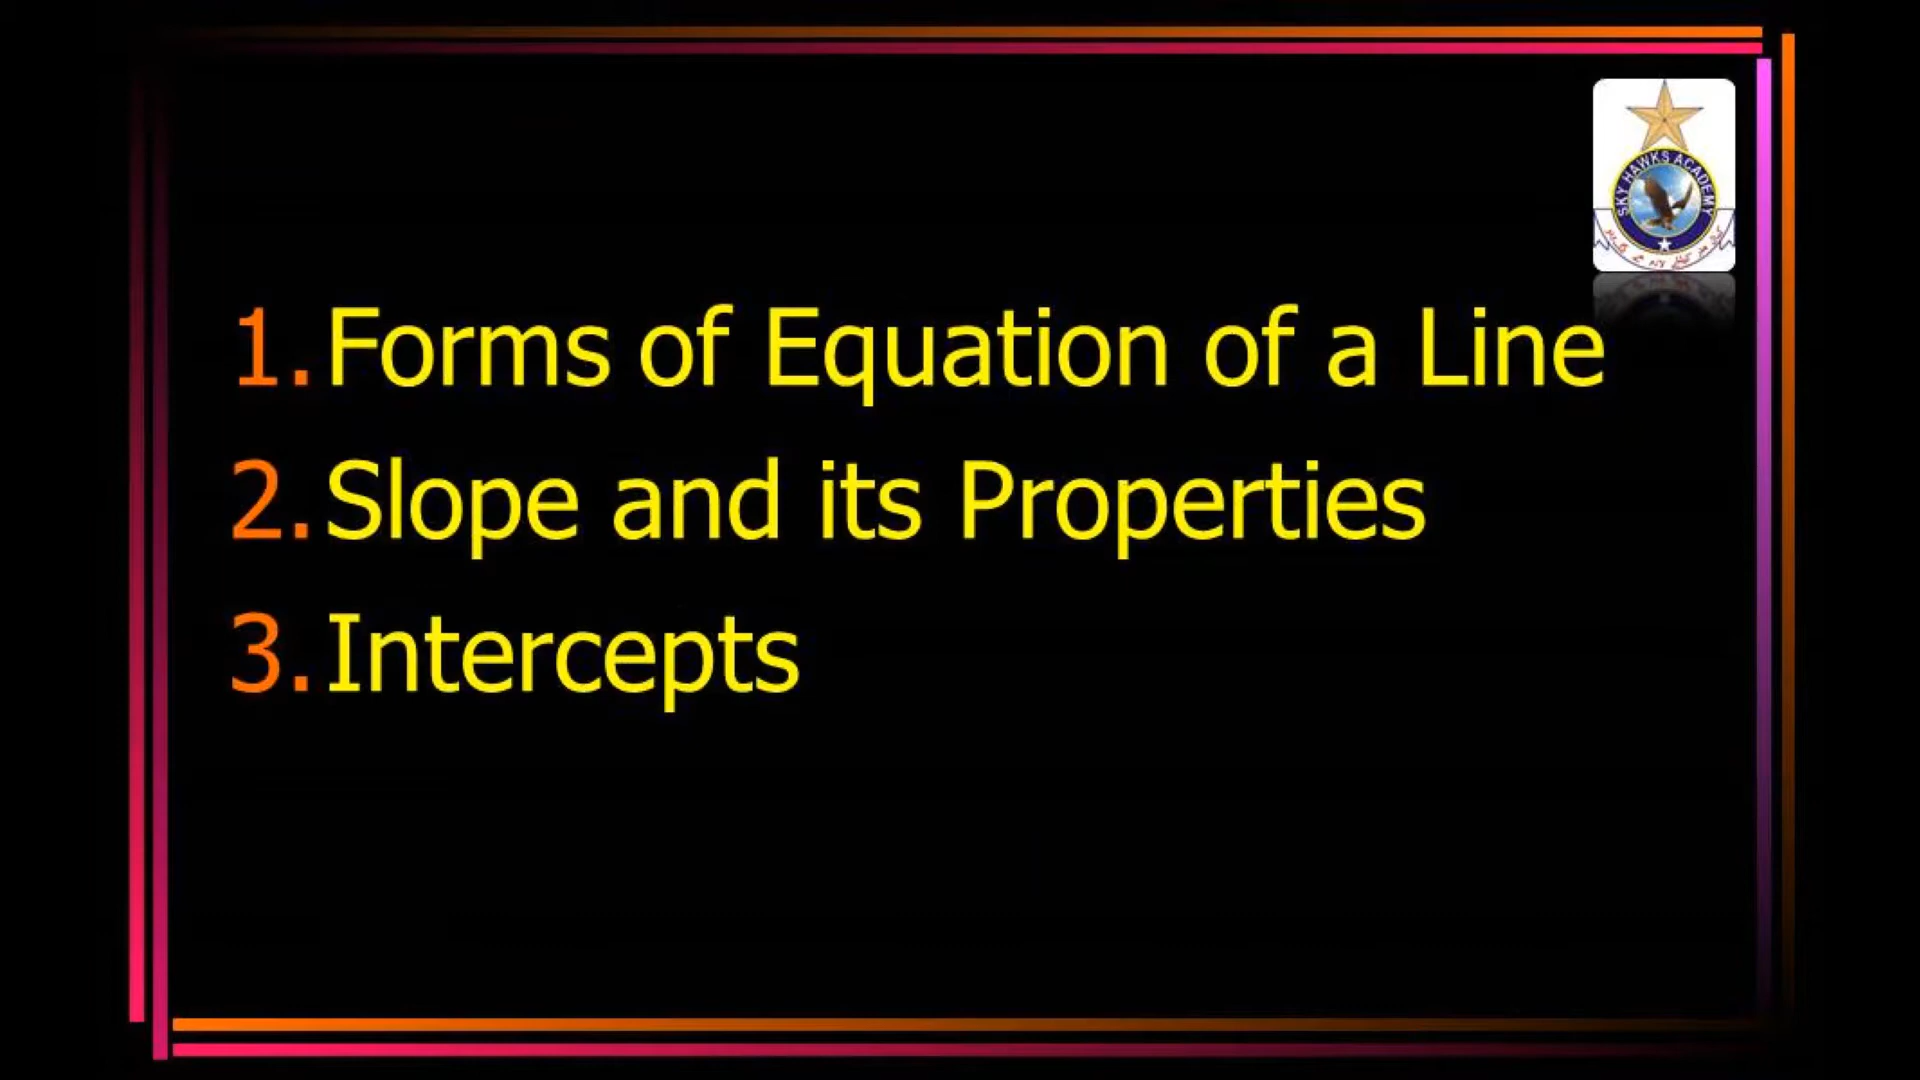 SKY HAWKS ACADEMY
1. Forms of Equation of a Line
2. Slope and its Properties
3. Intercepts